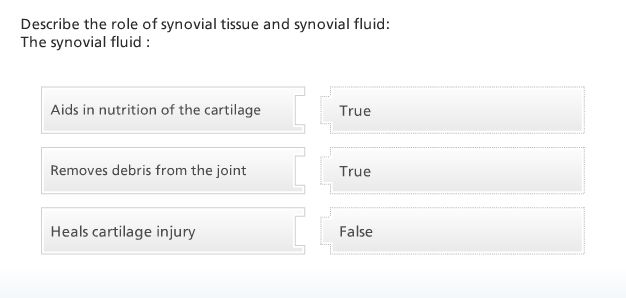 Describe the role of synovial tissue and synovial fluid:
The synovial fluid :
Aids in nutrition of the cartilage
True
Removes debris from the joint
True
Heals cartilage injury
False